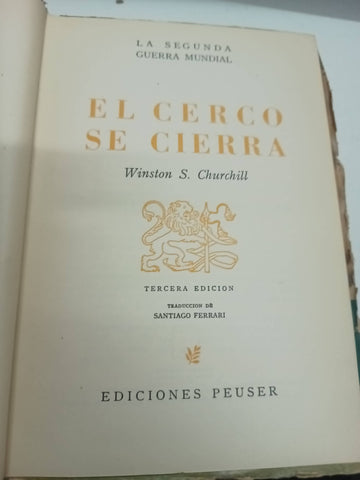 LA SEGUNDA
GUERRA MUNDIAL
EL CERCO
SE CIERRA
Winston S. Churchill
TERCERA EDICION
TRADUCCION DE
SANTIAGO FERRARI
EDICIONES PEUSER